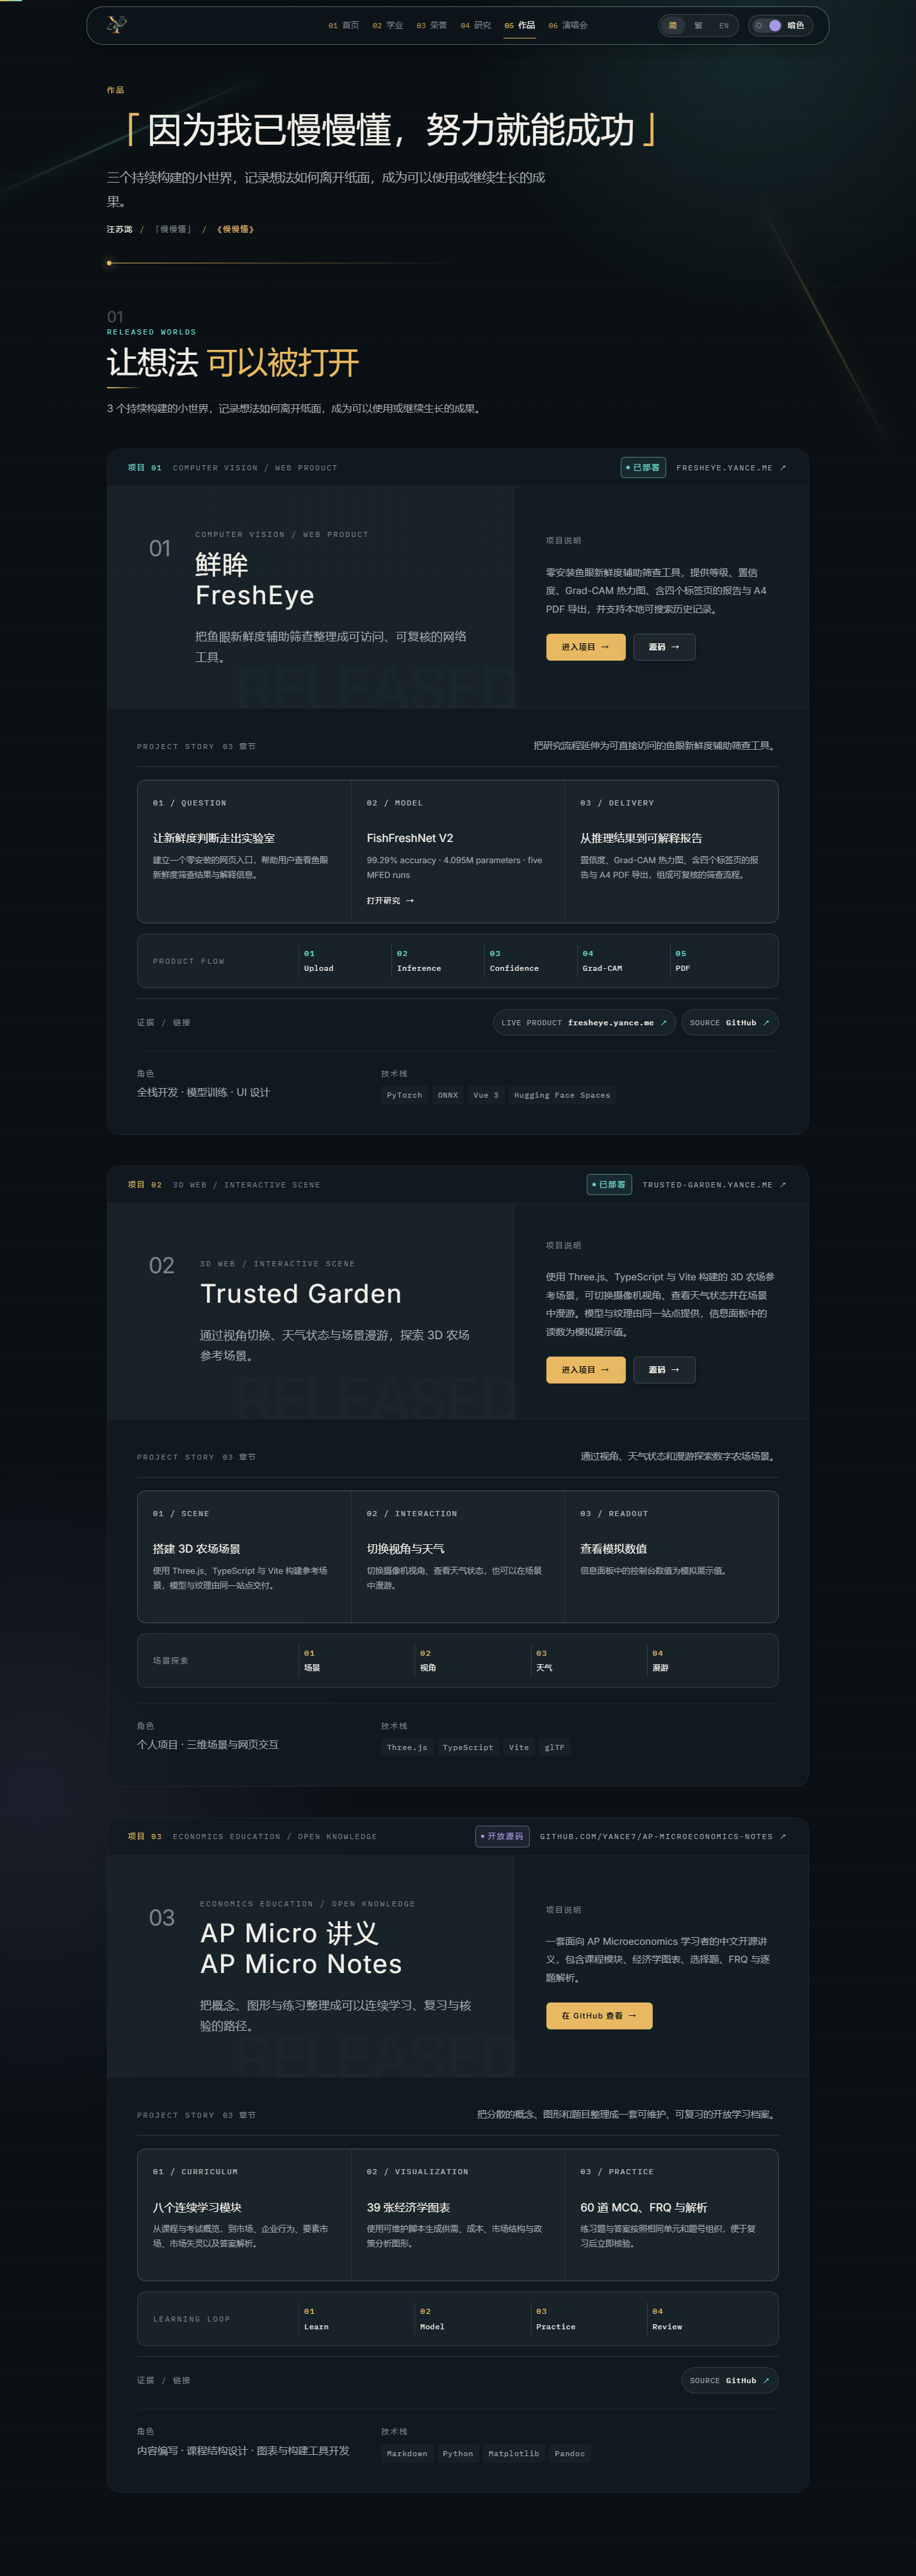 01 首页 02 学业 03 荣誉 04 研究 05 作品 06 演唱会 简 繁 EN 暗色
作品
「因为我已慢慢懂，努力就能成功」
三个持续构建的小世界，记录想法如何离开纸面，成为可以使用或继续生长的成
果。
汪苏泷 / 「慢慢懂」 / 《慢慢懂》
01
RELEASED WORLDS
让想法 可以被打开
3 个持续构建的小世界，记录想法如何离开纸面，成为可以使用或继续生长的成果。
项目 01 COMPUTER VISION / WEB PRODUCT 已部署 FRESHEYE.YANCE.ME ↗
01
COMPUTER VISION / WEB PRODUCT
鲜眸
FreshEye
把鱼眼新鲜度辅助筛查整理成可访问、可复核的网络
工具。
RELEASED
项目说明
零安装鱼眼新鲜度辅助筛查工具，提供等级、置信
度、Grad-CAM 热力图、含四个标签页的报告与 A4
PDF 导出，并支持本地可搜索历史记录。
进入项目 → 源码 →
PROJECT STORY 03 章节 把研究流程延伸为可直接访问的鱼眼新鲜度辅助筛查工具。
01 / QUESTION
让新鲜度判断走出实验室
建立一个零安装的网页入口，帮助用户查看鱼眼
新鲜度筛查结果与解释信息。
02 / MODEL
FishFreshNet V2
99.29% accuracy · 4.095M parameters · five
MFED runs
打开研究 →
03 / DELIVERY
从推理结果到可解释报告
置信度、Grad-CAM 热力图、含四个标签页的报
告与 A4 PDF 导出，组成可复核的筛查流程。
PRODUCT FLOW
01
Upload
02
Inference
03
Confidence
04
Grad-CAM
05
PDF
证据 / 链接 LIVE PRODUCT fresheye.yance.me ↗ SOURCE GitHub ↗
角色
全栈开发 · 模型训练 · UI 设计
技术栈
PyTorch ONNX Vue 3 Hugging Face Spaces
项目 02 3D WEB / INTERACTIVE SCENE 已部署 TRUSTED-GARDEN.YANCE.ME ↗
02
3D WEB / INTERACTIVE SCENE
Trusted Garden
通过视角切换、天气状态与场景漫游，探索 3D 农场
参考场景。
RELEASED
项目说明
使用 Three.js、TypeScript 与 Vite 构建的 3D 农场参
考场景，可切换摄像机视角、查看天气状态并在场景
中漫游。模型与纹理由同一站点提供，信息面板中的
读数为模拟展示值。
进入项目 → 源码 →
PROJECT STORY 03 章节 通过视角、天气状态和漫游探索数字农场场景。
01 / SCENE
搭建 3D 农场场景
使用 Three.js、TypeScript 与 Vite 构建参考场
景，模型与纹理由同一站点交付。
02 / INTERACTION
切换视角与天气
切换摄像机视角、查看天气状态，也可以在场景
中漫游。
03 / READOUT
查看模拟数值
信息面板中的控制台数值为模拟展示值。
场景探索
01
场景
02
视角
03
天气
04
漫游
角色
个人项目 · 三维场景与网页交互
技术栈
Three.js TypeScript Vite glTF
项目 03 ECONOMICS EDUCATION / OPEN KNOWLEDGE 开放源码 GITHUB.COM/YANCE7/AP-MICROECONOMICS-NOTES ↗
03
ECONOMICS EDUCATION / OPEN KNOWLEDGE
AP Micro 讲义
AP Micro Notes
把概念、图形与练习整理成可以连续学习、复习与核
验的路径。
RELEASED
项目说明
一套面向 AP Microeconomics 学习者的中文开源讲
义，包含课程模块、经济学图表、选择题、FRQ 与逐
题解析。
在 GitHub 查看 →
PROJECT STORY 03 章节 把分散的概念、图形和题目整理成一套可维护、可复习的开放学习档案。
01 / CURRICULUM
八个连续学习模块
从课程与考试概览，到市场、企业行为、要素市
场、市场失灵以及答案解析。
02 / VISUALIZATION
39 张经济学图表
使用可维护脚本生成供需、成本、市场结构与政
策分析图形。
03 / PRACTICE
60 道 MCQ、FRQ 与解析
练习题与答案按照相同单元和题号组织，便于复
习后立即核验。
LEARNING LOOP
01
Learn
02
Model
03
Practice
04
Review
证据 / 链接 SOURCE GitHub ↗
角色
内容编写 · 课程结构设计 · 图表与构建工具开发
技术栈
Markdown Python Matplotlib Pandoc